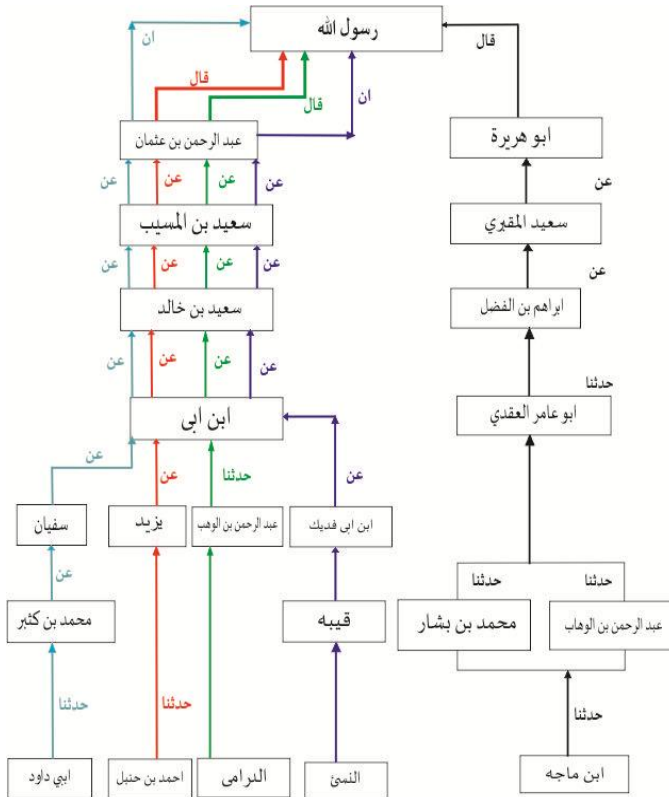 رسول الله
ان
قال
قال
ان
قال
عبد الرحمن بن عثمان
ابو هريرة
عن
عن
عن
عن
عن
سعيد بن المسيب
سعيد المقبري
عن
عن
عن
عن
عن
سعيد بن خالد
ابراهم بن الفضل
عن
عن
عن
عن
حدثنا
ابن ابى
ابو عامر العقدي
عن
عن
حدثنا
عن
سفيان
يزيد
عبد الرحمن بن الوهب
ابن ابى فديك
عن
حدثنا
حدثنا
محمد بن كثبر
قيبه
محمد بن بشار
عبد الرحمن بن الوهاب
حدثنا
حدثنا
حدثنا
ابيي داود
احمد بن حنبل
الدرامى
النسئ
ابن ماجه